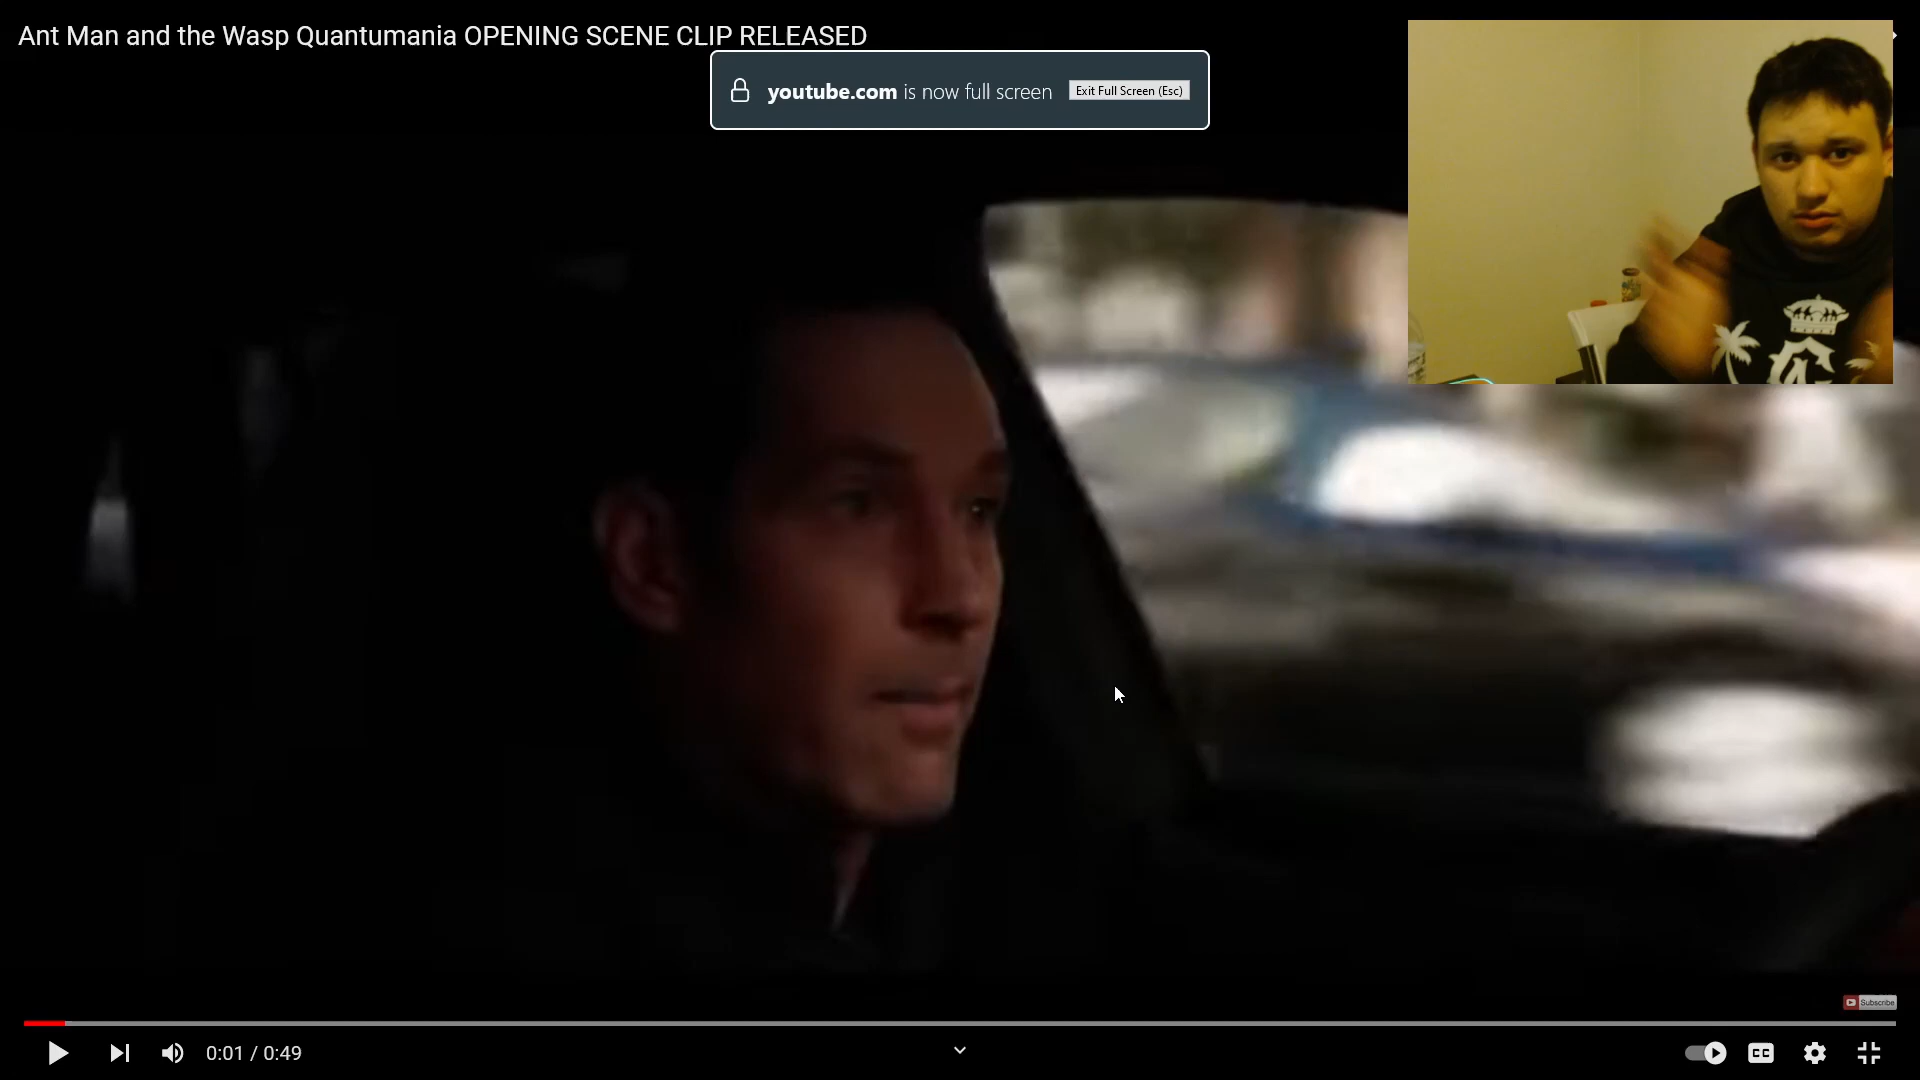 Ant Man and the Wasp Quantumania OPENING SCENE CLIP RELEASED
youtube.com is now full screen
Exit Full Screen (Esc)
Subscribe
0:01 / 0:49
CC